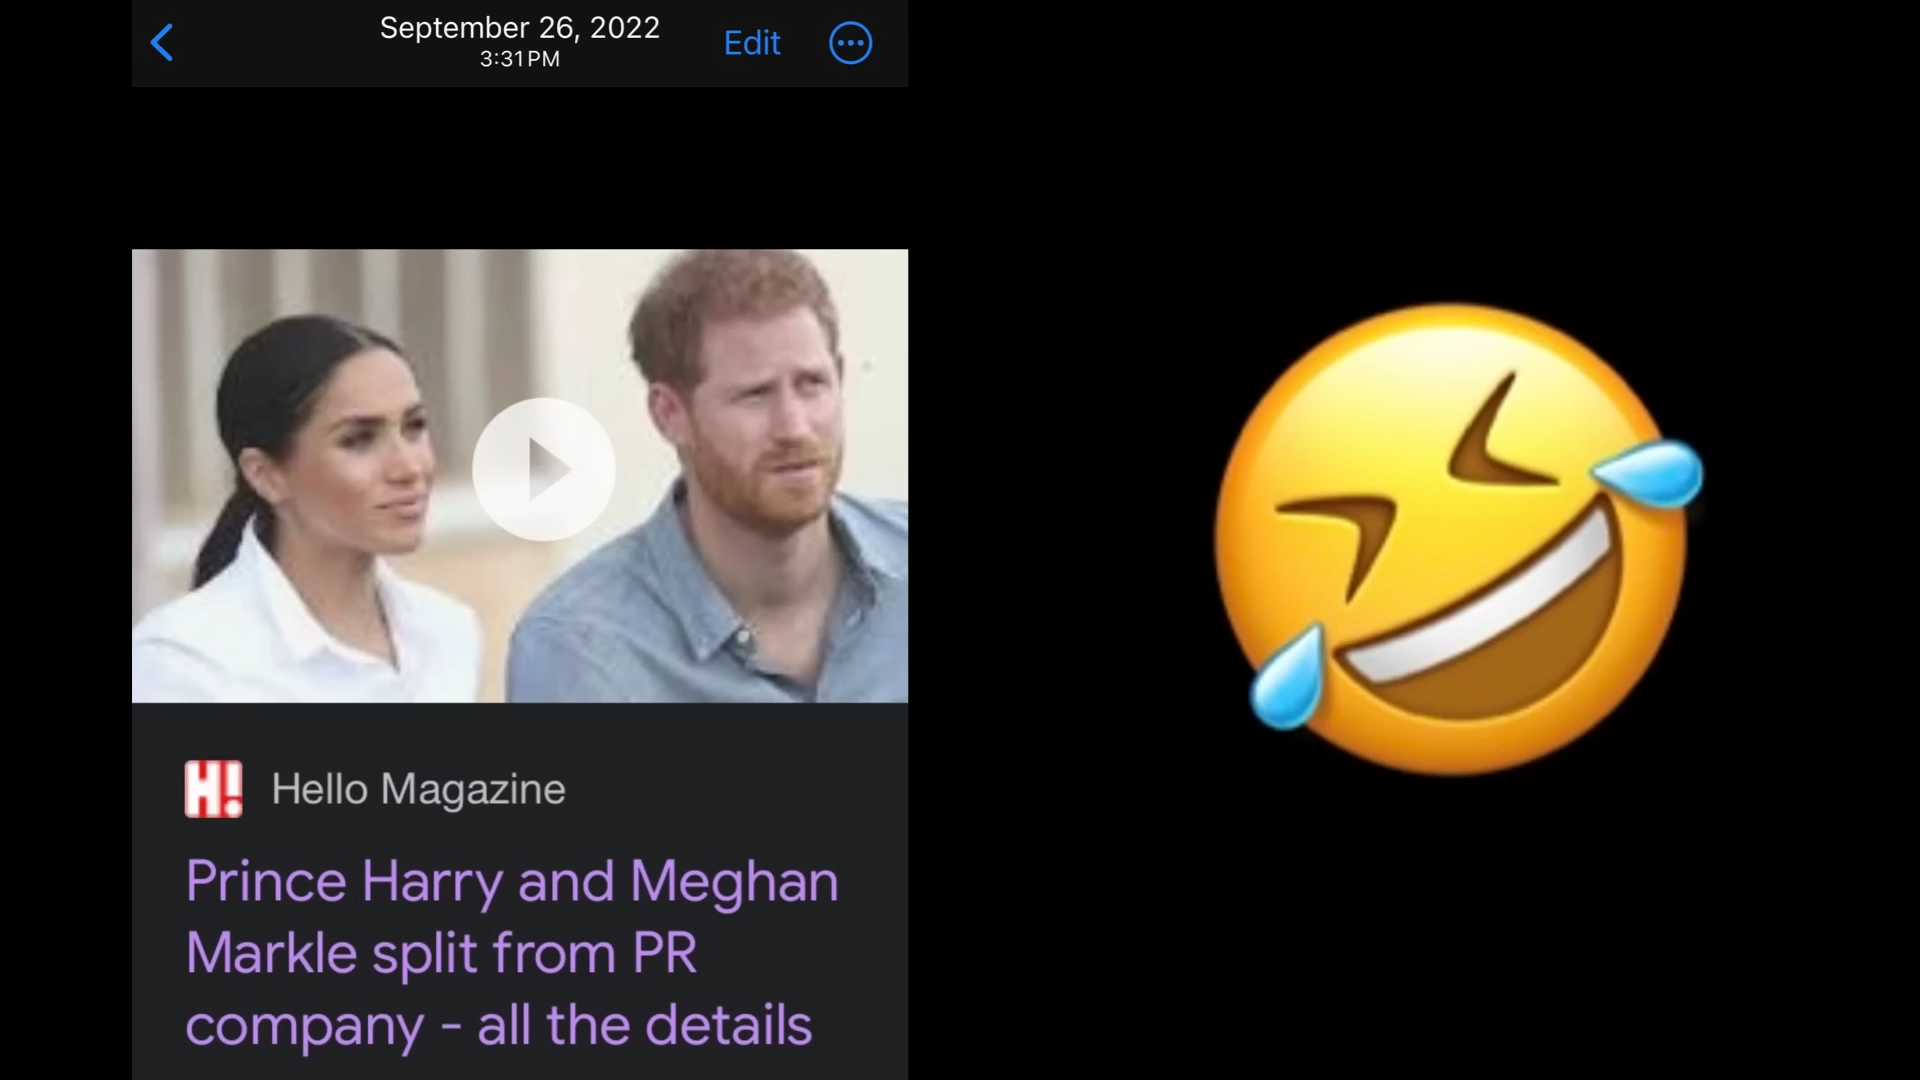 September 26, 2022
3:31 PM
Edit
H!
Hello Magazine
Prince Harry and Meghan
Markle split from PR
company - all the details